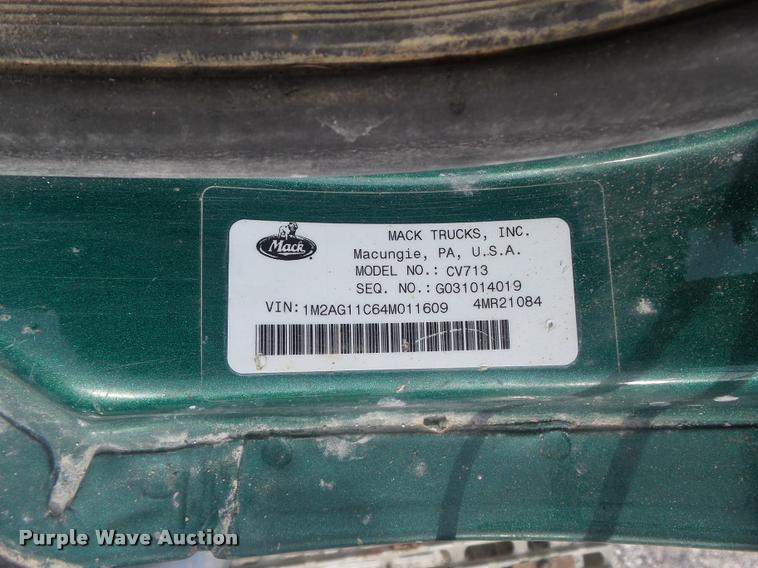 Mack
MACK TRUCKS, INC.
Macungie, PA, U.S.A.
MODEL NO.: CV713
SEQ. NO.: G031014019
VIN: 1M2AG11C64M011609 4MR21084
Purple Wave Auction